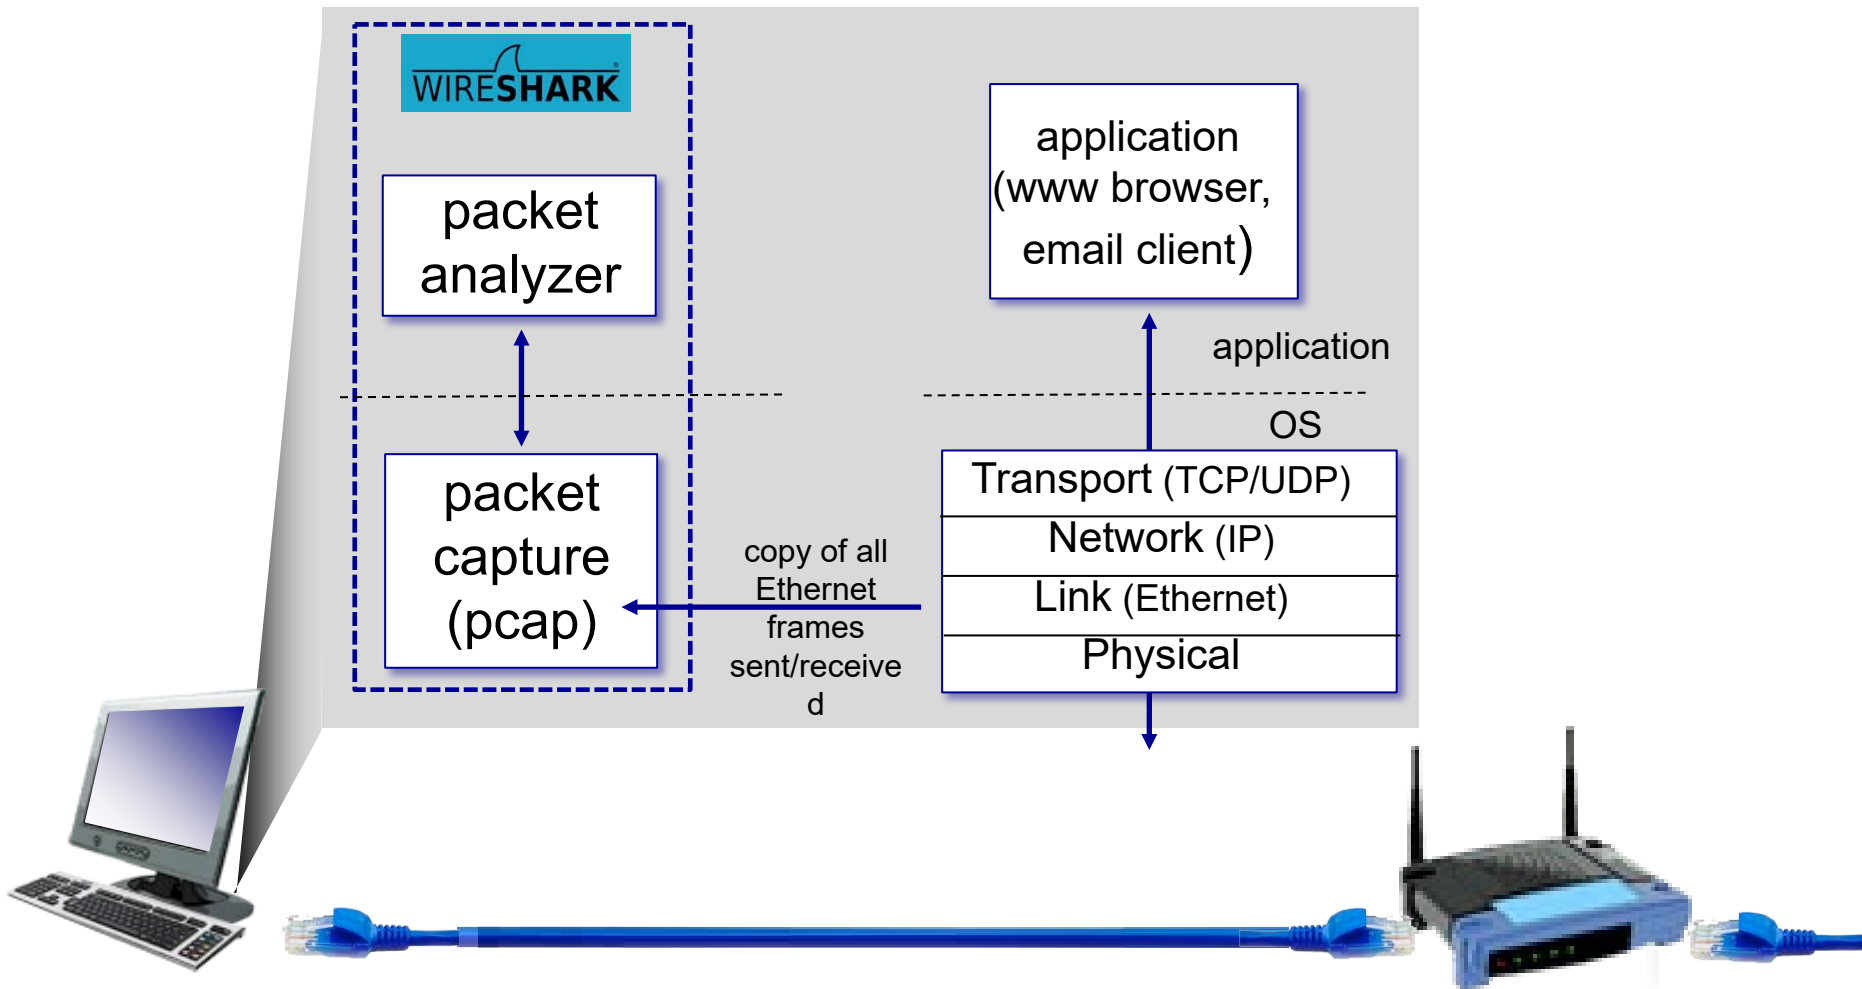 WIRESHARK®
packet
analyzer
packet
capture
(pcap)
copy of all
Ethernet
frames
sent/receive
d
application
(www browser,
email client)
application
OS
Transport (TCP/UDP)
Network (IP)
Link (Ethernet)
Physical